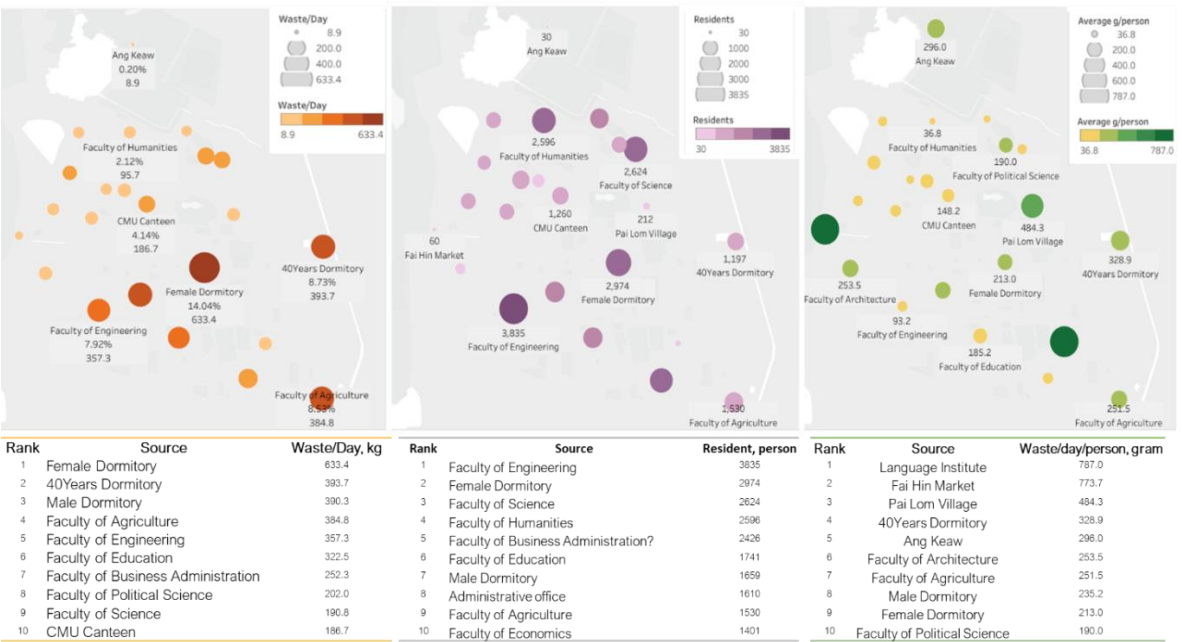 Waste/Day
8.9
200.0
400.0
633.4
Waste/Day
8.9 633.4
Ang Keaw
0.20%
8.9
Faculty of Humanities
2.12%
95.7
CMU Canteen
4.14%
186.7
40Years Dormitory
8.73%
393.7
Female Dormitory
14.04%
633.4
Faculty of Engineering
7.92%
357.3
Faculty of Agriculture
8.53%
384.8
Residents
30
1000
2000
3000
3835
Residents
30 3835
30
Ang Keaw
2,596
Faculty of Humanities
2,624
Faculty of Science
1,260
CMU Canteen
212
Pai Lom Village
60
Fai Hin Market
1,197
40Years Dormitory
2,974
Female Dormitory
3,835
Faculty of Engineering
1,530
Faculty of Agriculture
Average g/person
36.8
200.0
400.0
600.0
787.0
Average g/person
36.8 787.0
296.0
Ang Keaw
36.8
Faculty of Humanities
190.0
Faculty of Political Science
148.2
CMU Canteen
484.3
Pai Lom Village
328.9
40Years Dormitory
253.5
Faculty of Architecture
213.0
Female Dormitory
93.2
Faculty of Engineering
185.2
Faculty of Education
251.5
Faculty of Agriculture
Rank Source Waste/Day, kg
1 Female Dormitory 633.4
2 40Years Dormitory 393.7
3 Male Dormitory 390.3
4 Faculty of Agriculture 384.8
5 Faculty of Engineering 357.3
6 Faculty of Education 322.5
7 Faculty of Business Administration 252.3
8 Faculty of Political Science 202.0
9 Faculty of Science 190.8
10 CMU Canteen 186.7
Rank Source Resident, person
1 Faculty of Engineering 3835
2 Female Dormitory 2974
3 Faculty of Science 2624
4 Faculty of Humanities 2596
5 Faculty of Business Administration? 2426
6 Faculty of Education 1741
7 Male Dormitory 1659
8 Administrative office 1610
9 Faculty of Agriculture 1530
10 Faculty of Economics 1401
Rank Source Waste/day/person, gram
1 Language Institute 787.0
2 Fai Hin Market 773.7
3 Pai Lom Village 484.3
4 40Years Dormitory 328.9
5 Ang Keaw 296.0
6 Faculty of Architecture 253.5
7 Faculty of Agriculture 251.5
8 Male Dormitory 235.2
9 Female Dormitory 213.0
10 Faculty of Political Science 190.0